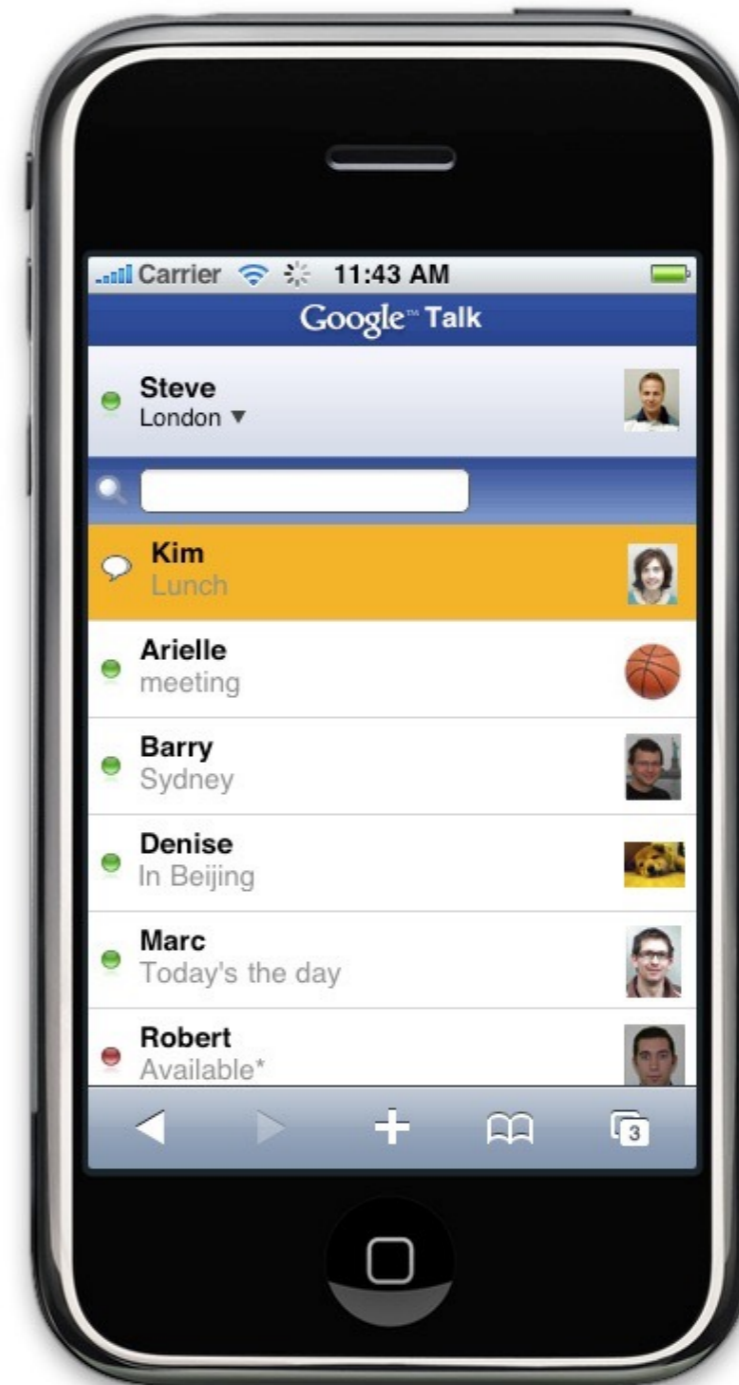 Carrier 11:43 AM
Google™ Talk
Steve
London ▼
Kim
Lunch
Arielle
meeting
Barry
Sydney
Denise
In Beijing
Marc
Today's the day
Robert
Available*
3